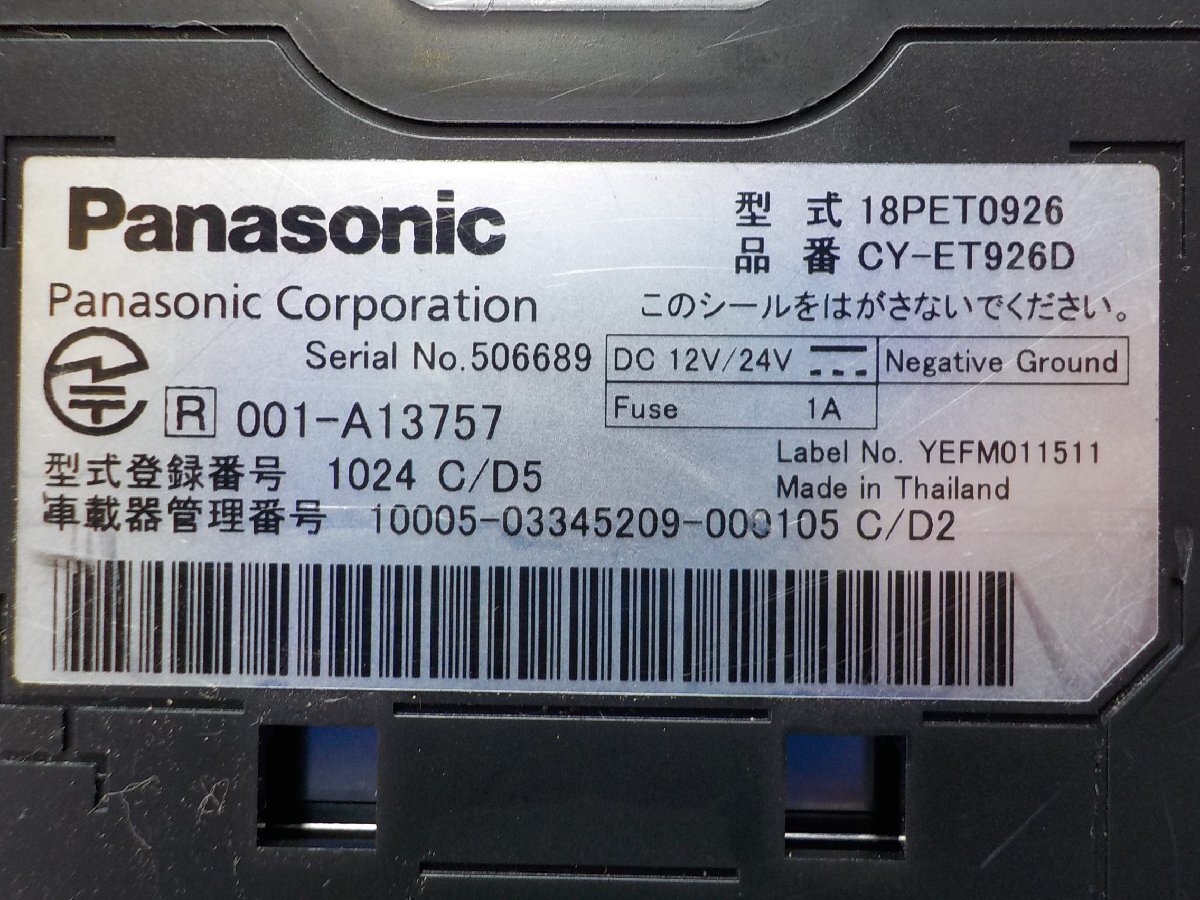 Panasonic
型 式 18PET0926
品 番 CY-ET926D
Panasonic Corporation
このシールをはがさないでください。
Serial No.506689
DC 12V/24V
Negative Ground
Fuse 1A
R 001-A13757
Label No. YEFM011511
Made in Thailand
型式登録番号 1024 C/D5
車載器管理番号 10005-03345209-000105 C/D2